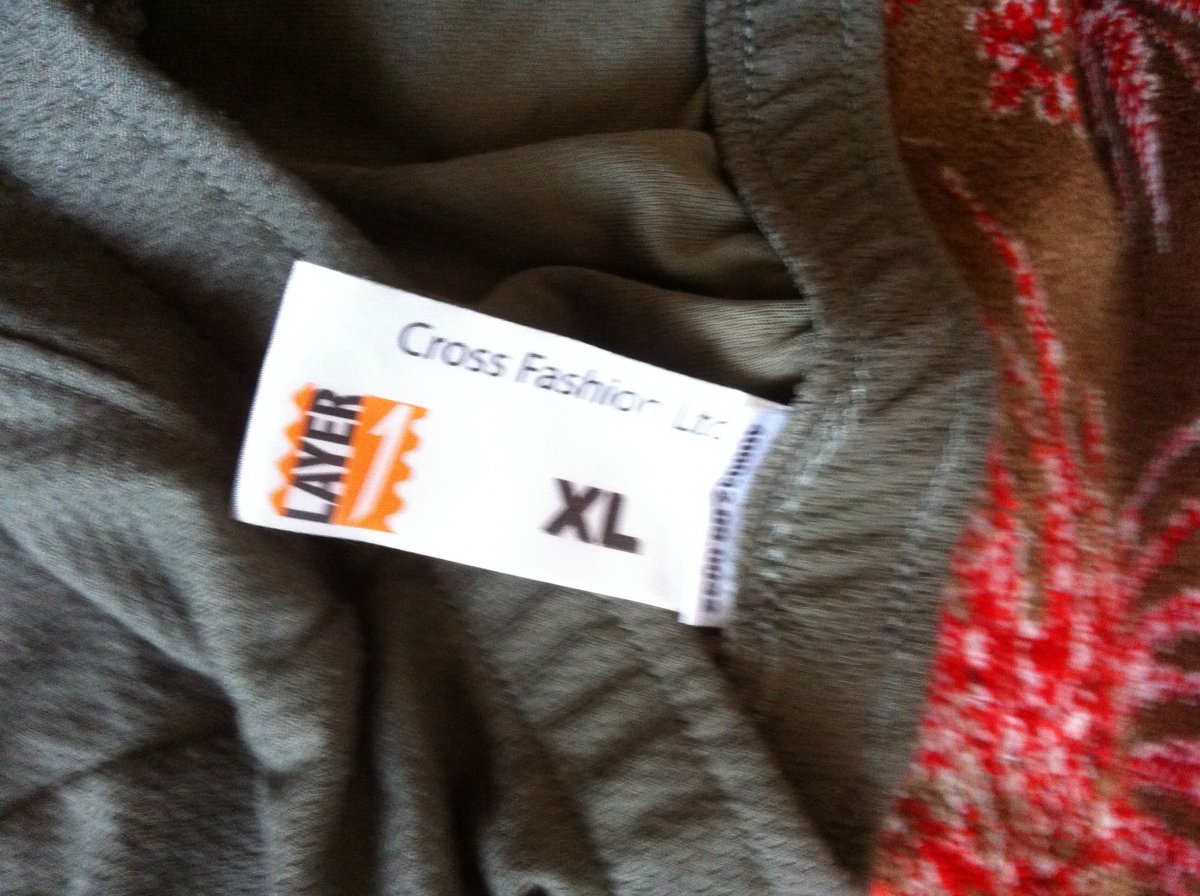 Cross Fashion Ltd
LAYER
1
XL